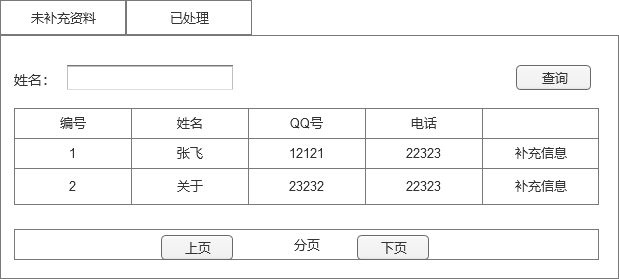 未补充资料 已处理
姓名： 查询
编号 姓名 QQ号 电话
1 张飞 12121 22323 补充信息
2 关于 23232 22323 补充信息
上页 分页 下页